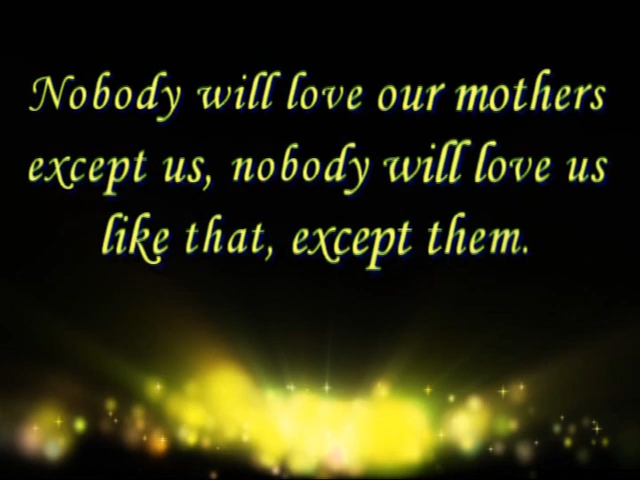 Nobody will love our mothers
except us, nobody will love us
like that, except them.